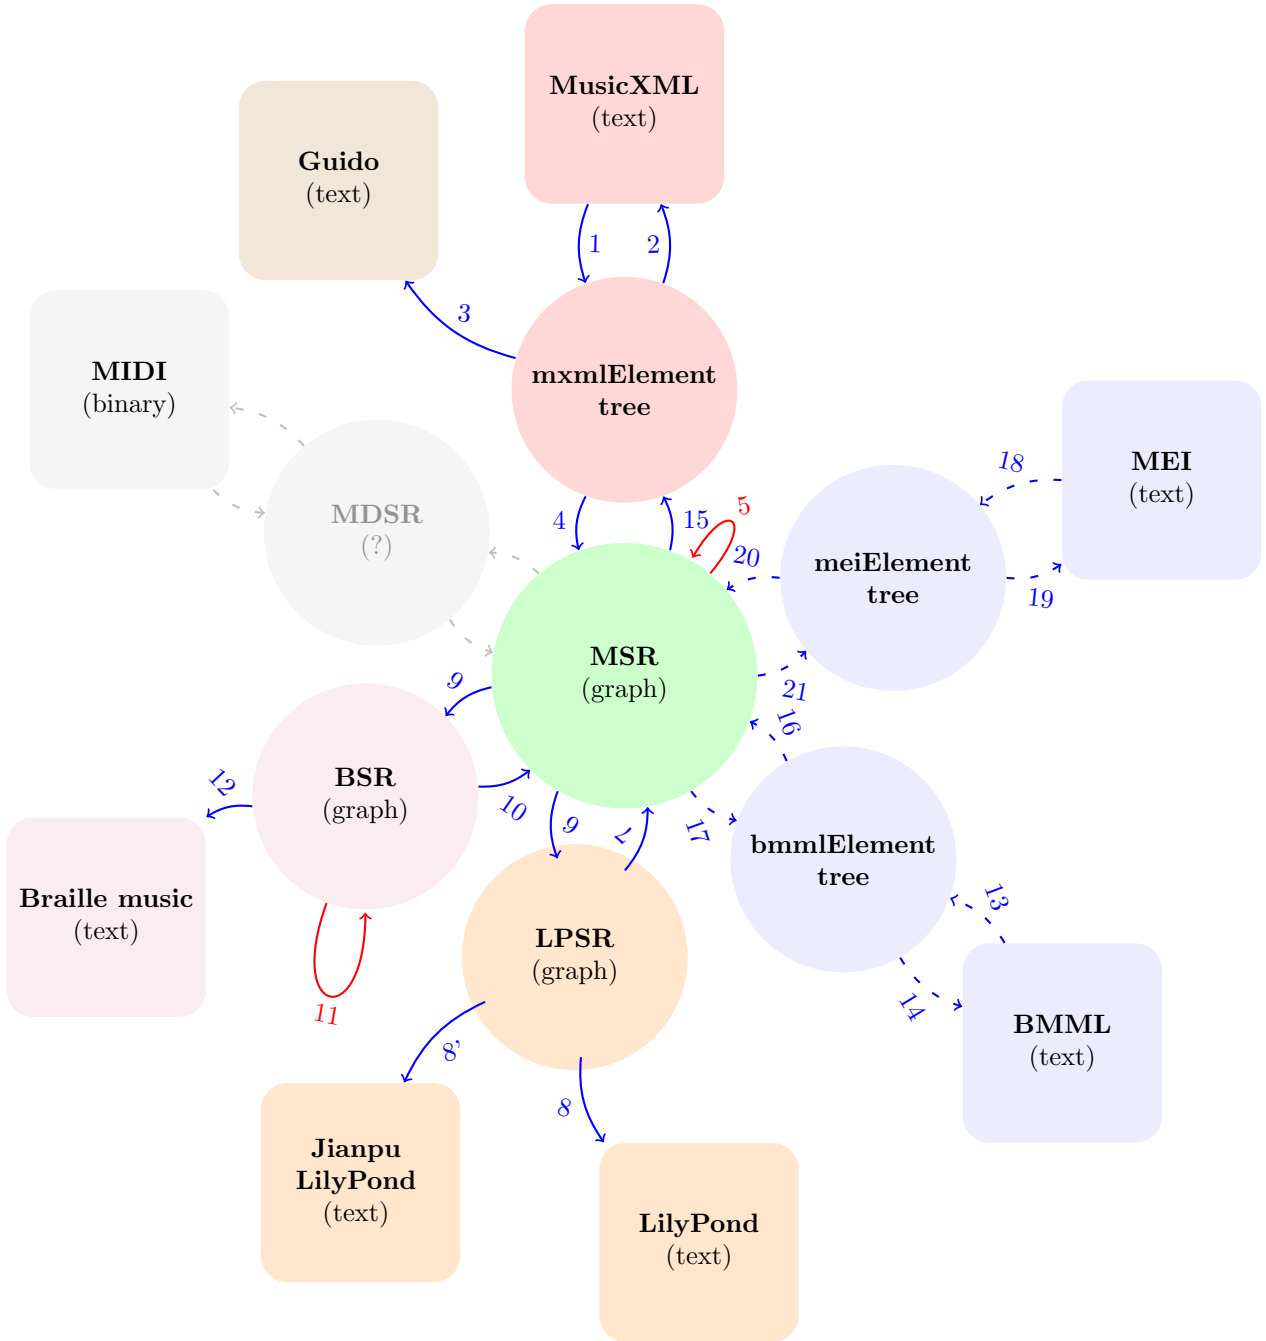 MusicXML
(text)
Guido
(text)
1
2
3
MIDI
(binary)
mxmlElement
tree
MEI
(text)
18
19
MDSR
(?)
4
15
5
20
meiElement
tree
MSR
(graph)
21
16
9
BSR
(graph)
10
12
6
7
17
bmmlElement
tree
13
14
Braille music
(text)
LPSR
(graph)
11
8'
8
BMML
(text)
Jianpu
LilyPond
(text)
LilyPond
(text)